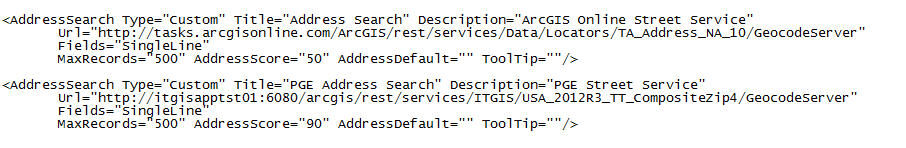 <AddressSearch Type="Custom" Title="Address Search" Description="ArcGIS Online Street Service"
Url="http://tasks.arcgisonline.com/ArcGIS/rest/services/Data/Locators/TA_Address_NA_10/GeocodeServer"
Fields="SingleLine"
MaxRecords="500" AddressScore="50" AddressDefault="" ToolTip=""/>
<AddressSearch Type="Custom" Title="PGE Address Search" Description="PGE Street Service"
Url="http://itgisapptst01:6080/arcgis/rest/services/ITGIS/USA_2012R3_TT_CompositeZip4/GeocodeServer"
Fields="SingleLine"
MaxRecords="500" AddressScore="90" AddressDefault="" ToolTip=""/>